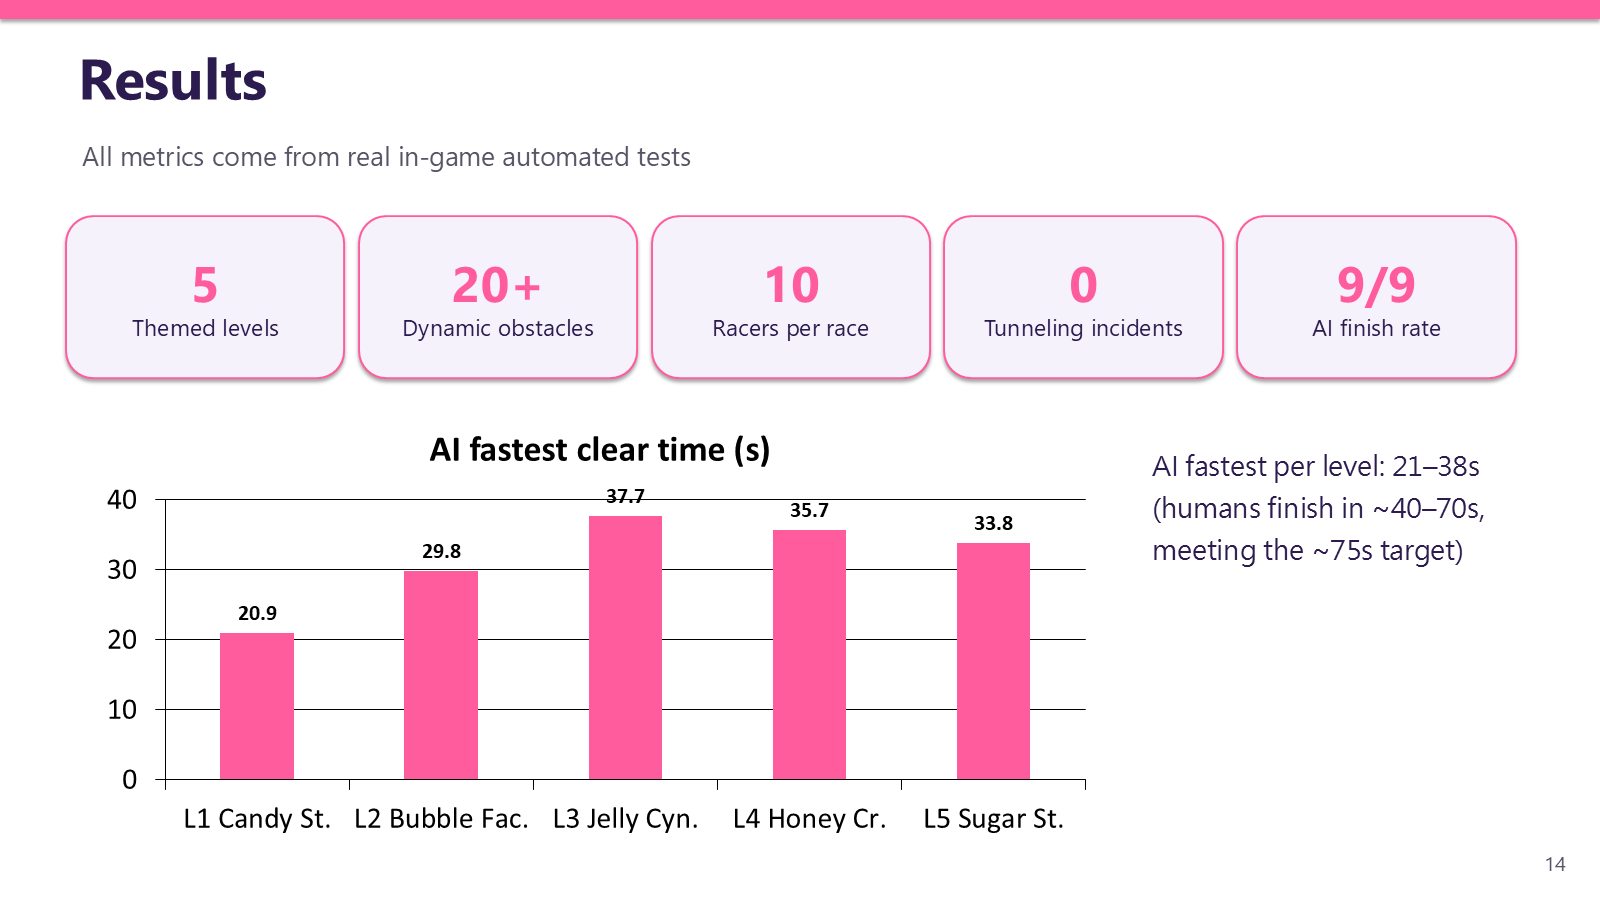 Results
All metrics come from real in-game automated tests
5
Themed levels
20+
Dynamic obstacles
10
Racers per race
0
Tunneling incidents
9/9
AI finish rate
AI fastest clear time (s)
40
30
20
10
0
20.9
29.8
37.7
35.7
33.8
L1 Candy St.
L2 Bubble Fac.
L3 Jelly Cyn.
L4 Honey Cr.
L5 Sugar St.
AI fastest per level: 21–38s
(humans finish in ~40–70s,
meeting the ~75s target)
14